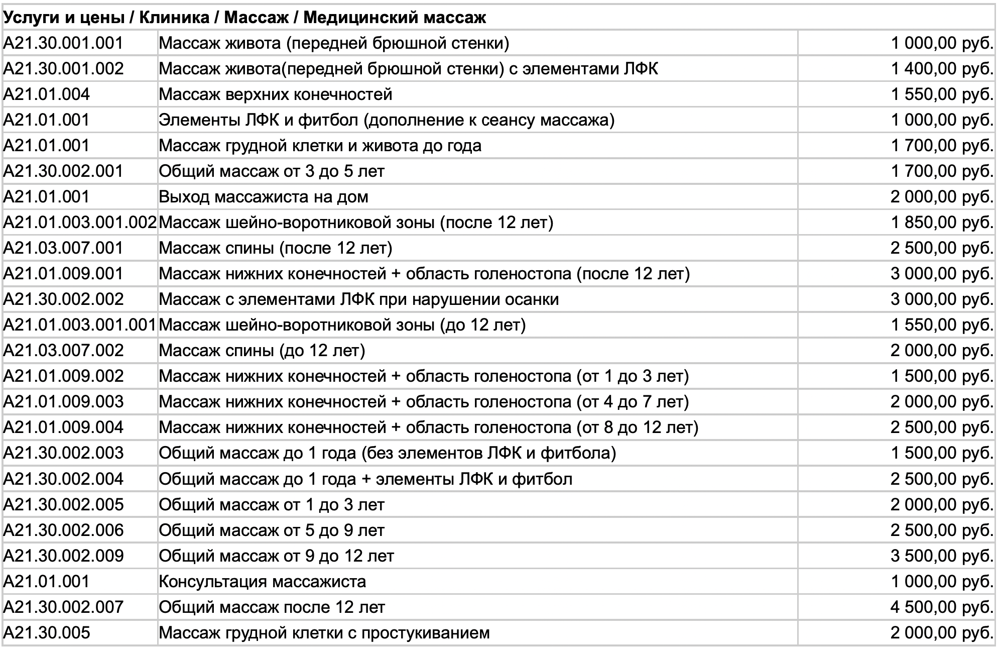 Услуги и цены / Клиника / Массаж / Медицинский массаж
A21.30.001.001 Массаж живота (передней брюшной стенки) 1 000,00 руб.
A21.30.001.002 Массаж живота(передней брюшной стенки) с элементами ЛФК 1 400,00 руб.
A21.01.004 Массаж верхних конечностей 1 550,00 руб.
A21.01.001 Элементы ЛФК и фитбол (дополнение к сеансу массажа) 1 000,00 руб.
A21.01.001 Массаж грудной клетки и живота до года 1 700,00 руб.
A21.30.002.001 Общий массаж от 3 до 5 лет 1 700,00 руб.
A21.01.001 Выход массажиста на дом 2 000,00 руб.
A21.01.003.001.002 Массаж шейно-воротниковой зоны (после 12 лет) 1 850,00 руб.
A21.03.007.001 Массаж спины (после 12 лет) 2 500,00 руб.
A21.01.009.001 Массаж нижних конечностей + область голеностопа (после 12 лет) 3 000,00 руб.
A21.30.002.002 Массаж с элементами ЛФК при нарушении осанки 3 000,00 руб.
A21.01.003.001.001 Массаж шейно-воротниковой зоны (до 12 лет) 1 550,00 руб.
A21.03.007.002 Массаж спины (до 12 лет) 2 000,00 руб.
A21.01.009.002 Массаж нижних конечностей + область голеностопа (от 1 до 3 лет) 1 500,00 руб.
A21.01.009.003 Массаж нижних конечностей + область голеностопа (от 4 до 7 лет) 2 000,00 руб.
A21.01.009.004 Массаж нижних конечностей + область голеностопа (от 8 до 12 лет) 2 500,00 руб.
A21.30.002.003 Общий массаж до 1 года (без элементов ЛФК и фитбола) 1 500,00 руб.
A21.30.002.004 Общий массаж до 1 года + элементы ЛФК и фитбол 2 500,00 руб.
A21.30.002.005 Общий массаж от 1 до 3 лет 2 000,00 руб.
A21.30.002.006 Общий массаж от 5 до 9 лет 2 500,00 руб.
A21.30.002.009 Общий массаж от 9 до 12 лет 3 500,00 руб.
A21.01.001 Консультация массажиста 1 000,00 руб.
A21.30.002.007 Общий массаж после 12 лет 4 500,00 руб.
A21.30.005 Массаж грудной клетки с простукиванием 2 000,00 руб.